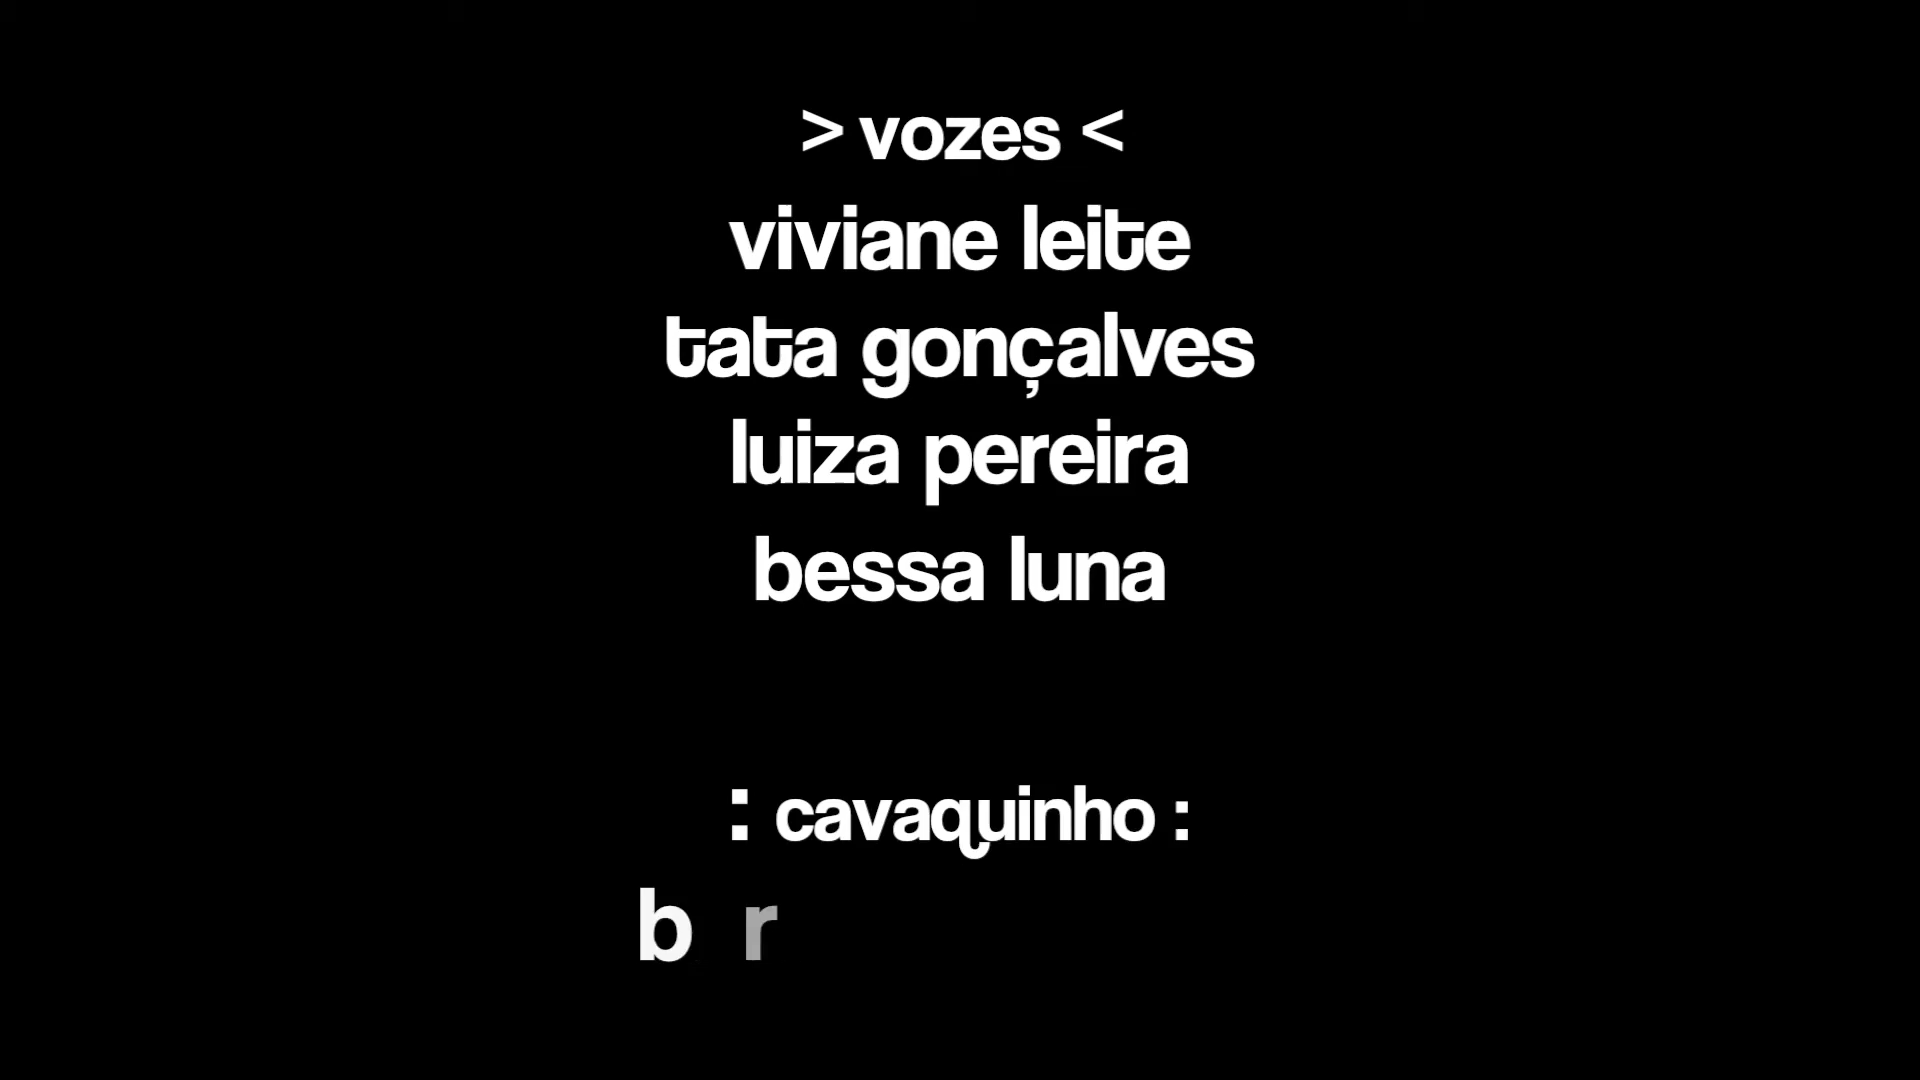 > vozes <
viviane leite
tata gonçalves
luiza pereira
bessa luna
: cavaquinho :
b r